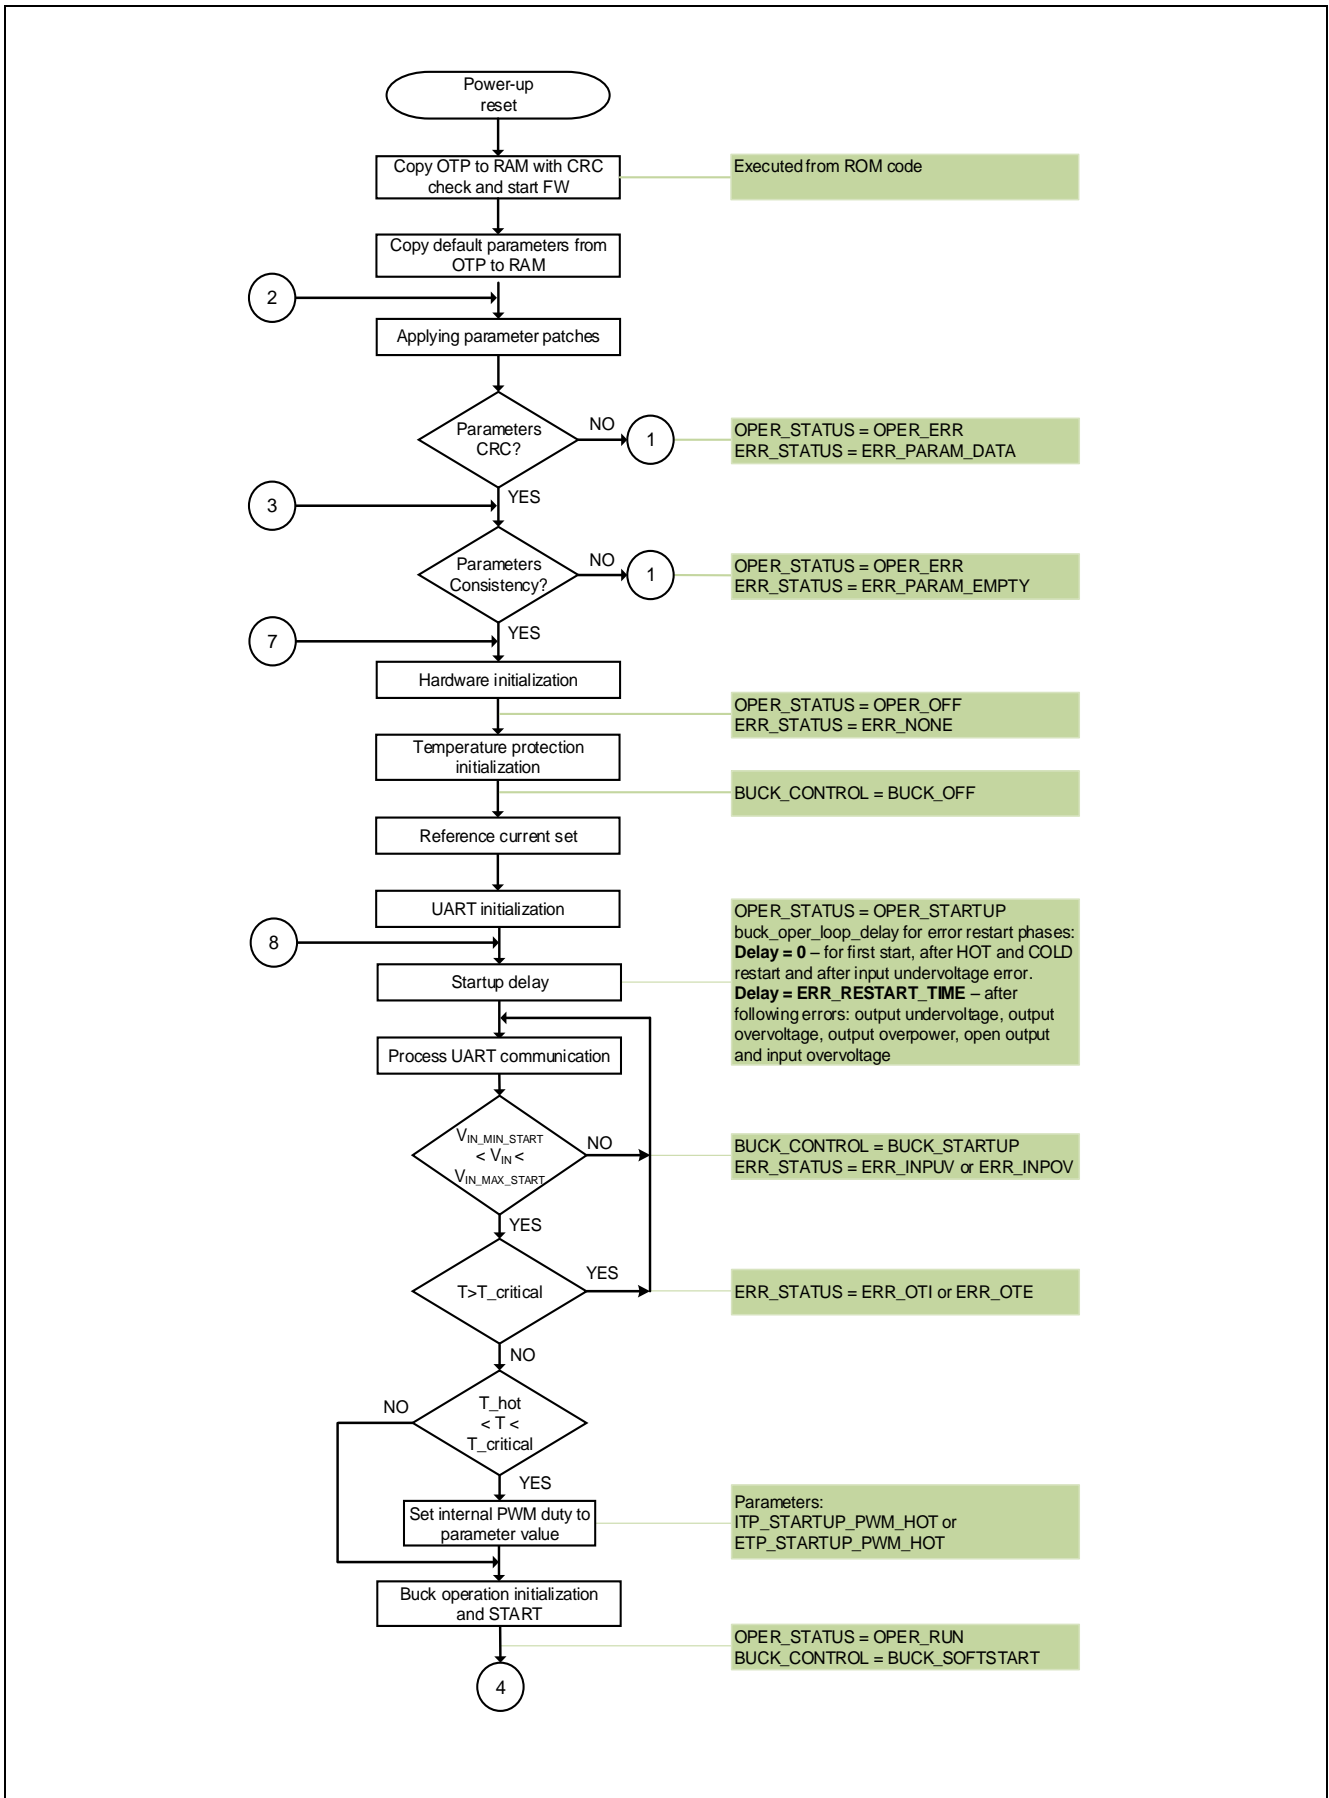 Power-up
reset
Copy OTP to RAM with CRC
check and start FW
Executed from ROM code
Copy default parameters from
OTP to RAM
2
Applying parameter patches
Parameters
CRC?
NO
1
OPER_STATUS = OPER_ERR
ERR_STATUS = ERR_PARAM_DATA
YES
3
Parameters
Consistency?
NO
1
OPER_STATUS = OPER_ERR
ERR_STATUS = ERR_PARAM_EMPTY
YES
7
Hardware initialization
OPER_STATUS = OPER_OFF
ERR_STATUS = ERR_NONE
Temperature protection
initialization
BUCK_CONTROL = BUCK_OFF
Reference current set
UART initialization
8
Startup delay
OPER_STATUS = OPER_STARTUP
buck_oper_loop_delay for error restart phases:
Delay = 0 – for first start, after HOT and COLD
restart and after input undervoltage error.
Delay = ERR_RESTART_TIME – after
following errors: output undervoltage, output
overvoltage, output overpower, open output
and input overvoltage
Process UART communication
VIN_MIN_START
< VIN <
VIN_MAX_START
NO
BUCK_CONTROL = BUCK_STARTUP
ERR_STATUS = ERR_INPUV or ERR_INPOV
YES
T>T_critical
YES
ERR_STATUS = ERR_OTI or ERR_OTE
NO
T_hot
< T <
T_critical
NO
YES
Set internal PWM duty to
parameter value
Parameters:
ITP_STARTUP_PWM_HOT or
ETP_STARTUP_PWM_HOT
Buck operation initialization
and START
OPER_STATUS = OPER_RUN
BUCK_CONTROL = BUCK_SOFTSTART
4